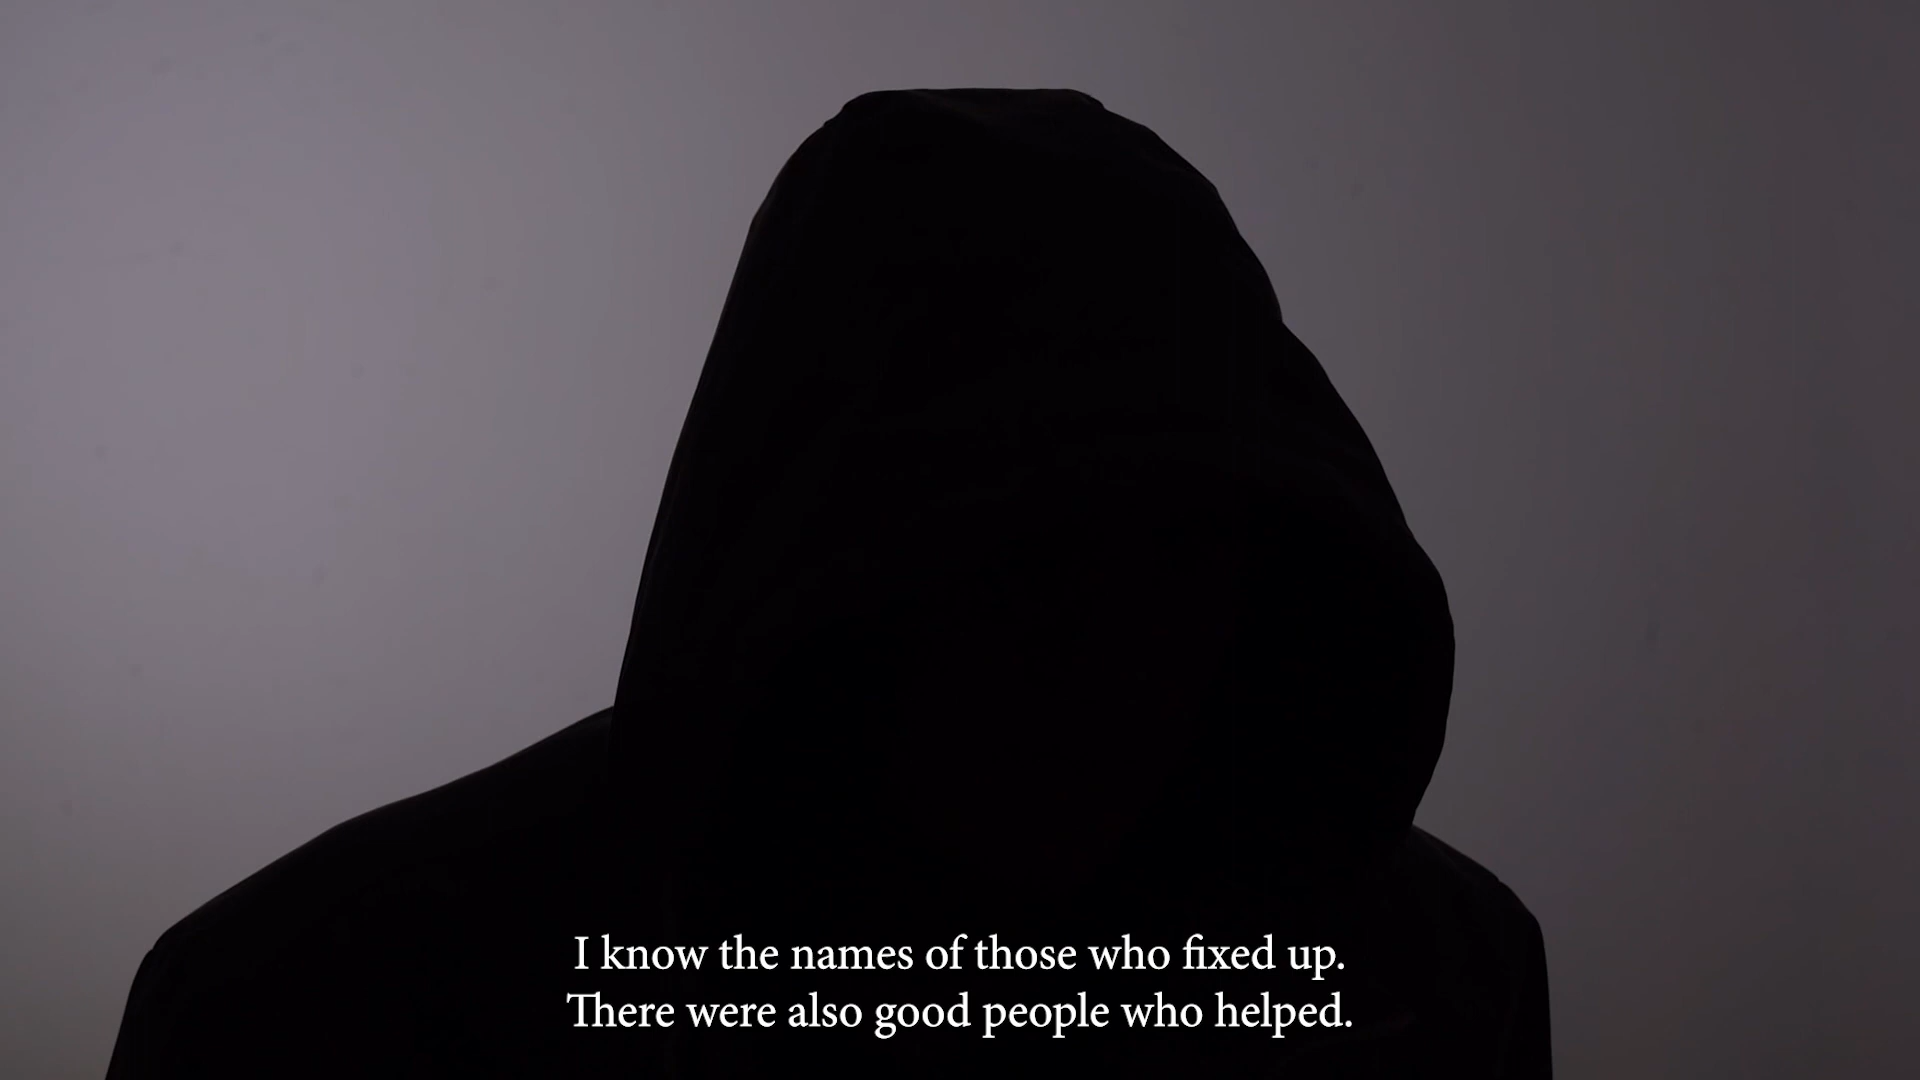 I know the names of those who fixed up.
There were also good people who helped.